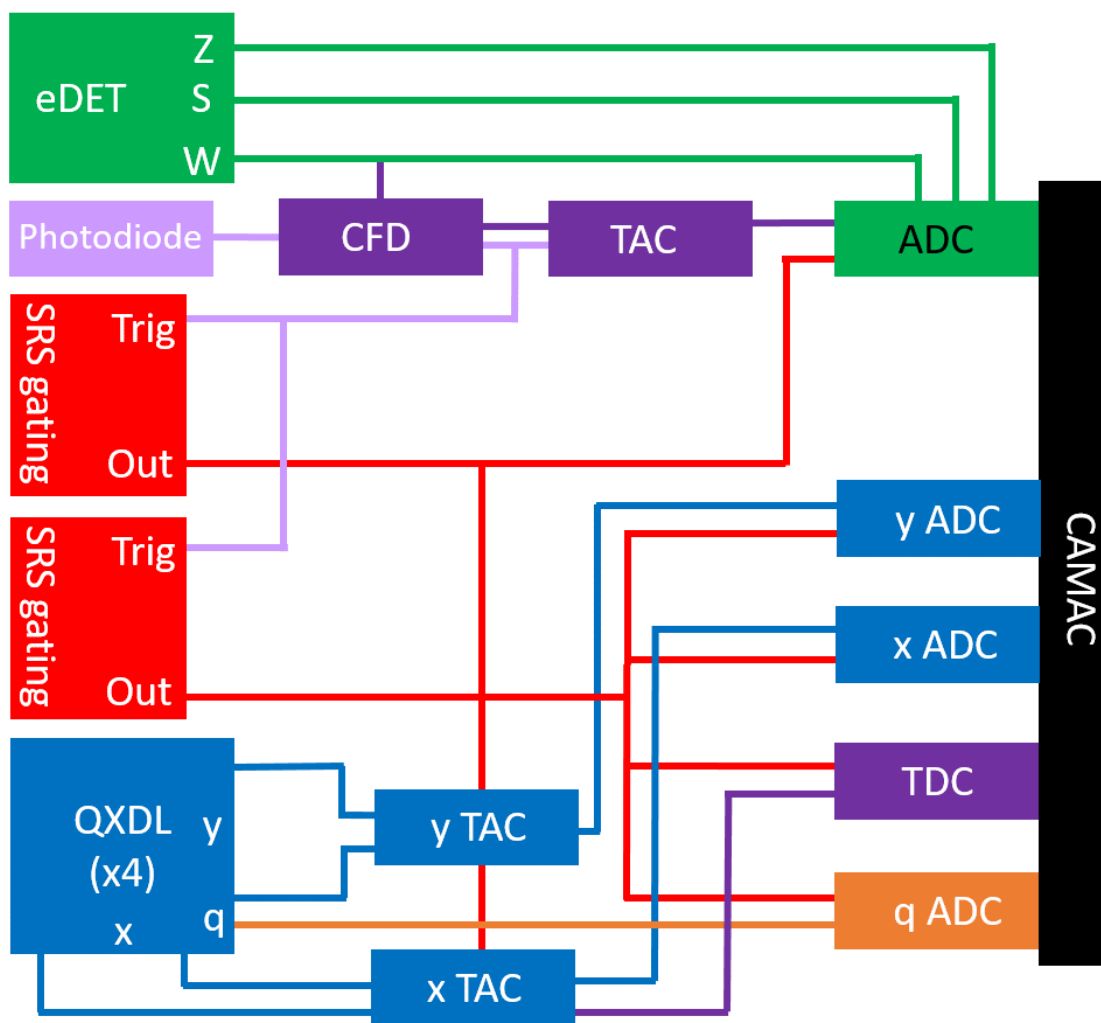 Z
eDET
S
W
Photodiode
CFD
TAC
ADC
SRS gating
Trig
Out
SRS gating
Trig
Out
y ADC
x ADC
CAMAC
TDC
QXDL
(x4)
y
x
q
y TAC
q ADC
x TAC